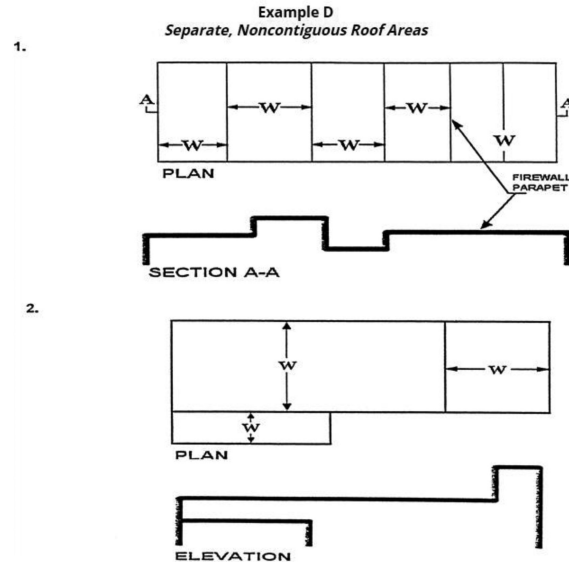 Example D
Separate, Noncontiguous Roof Areas
1.
A
W
W
A
W
W
W
PLAN
FIREWALL
PARAPET
SECTION A-A
2.
W
W
W
PLAN
ELEVATION